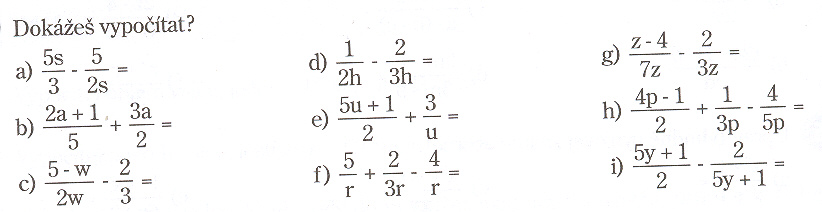 Dokážeš vypočítat?
a) 5s/3 - 5/2s =
b) (2a + 1)/5 + 3a/2 =
c) (5 - w)/2w - 2/3 =
d) 1/2h - 2/3h =
e) (5u + 1)/2 + 3/u =
f) 5/r + 2/3r - 4/r =
g) (z - 4)/7z - 2/3z =
h) (4p - 1)/2 + 1/3p - 4/5p =
i) (5y + 1)/2 - 2/(5y + 1) =